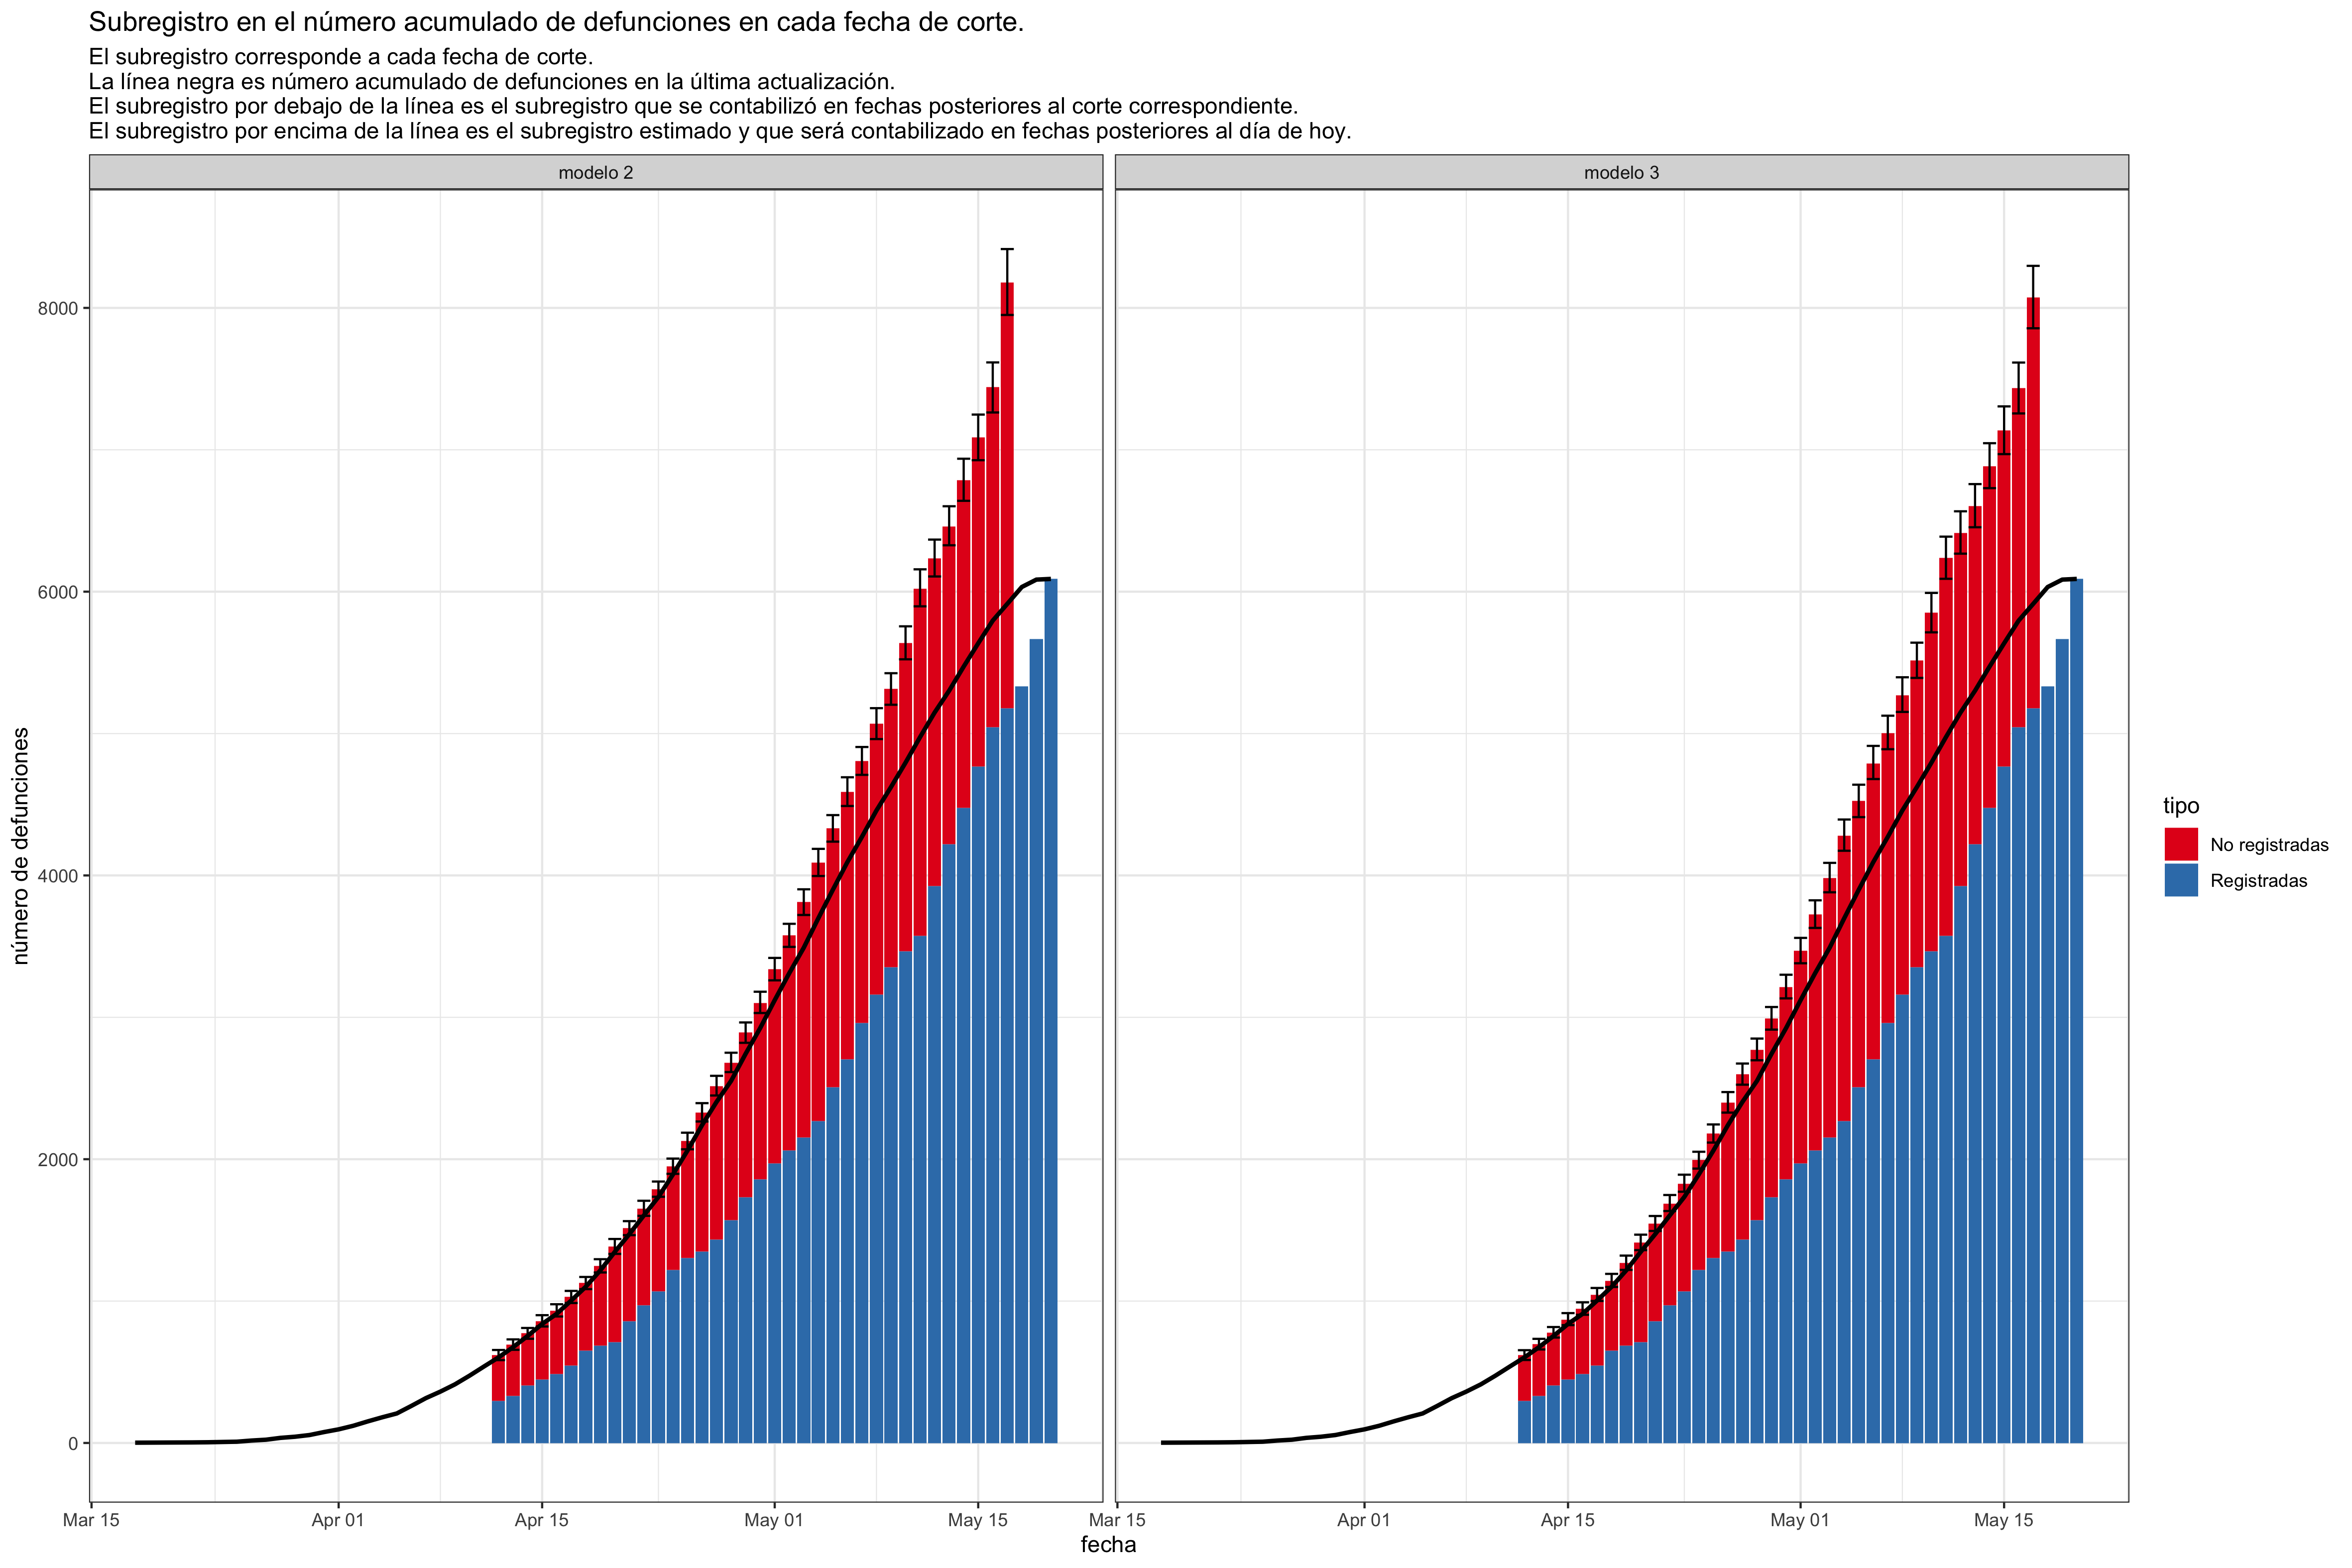 Subregistro en el número acumulado de defunciones en cada fecha de corte.
El subregistro corresponde a cada fecha de corte.
La línea negra es número acumulado de defunciones en la última actualización.
El subregistro por debajo de la línea es el subregistro que se contabilizó en fechas posteriores al corte correspondiente.
El subregistro por encima de la línea es el subregistro estimado y que será contabilizado en fechas posteriores al día de hoy.
modelo 2
modelo 3
8000
6000
4000
2000
0
número de defunciones
Mar 15
Apr 01
Apr 15
May 01
May 15
Mar 15
Apr 01
Apr 15
May 01
May 15
fecha
tipo
No registradas
Registradas